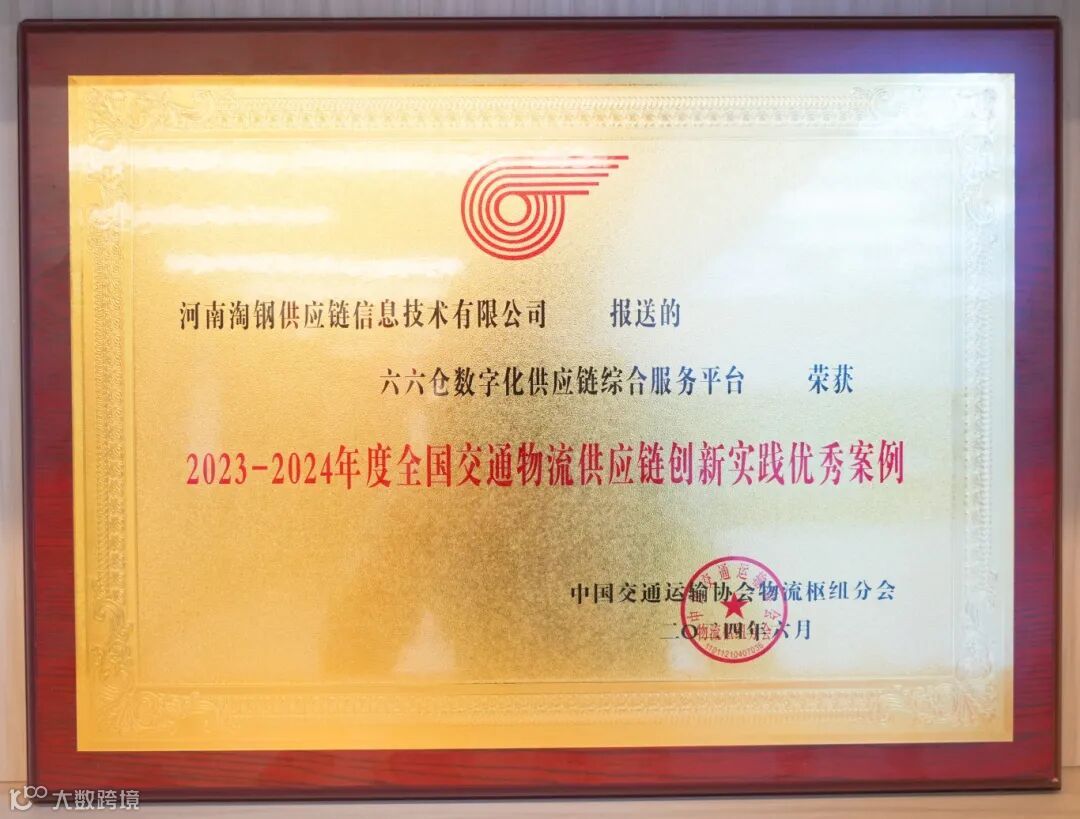 河南淘钢供应链信息技术有限公司 报送的
六六仓数字化供应链综合服务平台 荣获
2023-2024年度全国交通物流供应链创新实践优秀案例
中国交通运输协会物流枢纽分会
二〇二四年六月
大数跨境